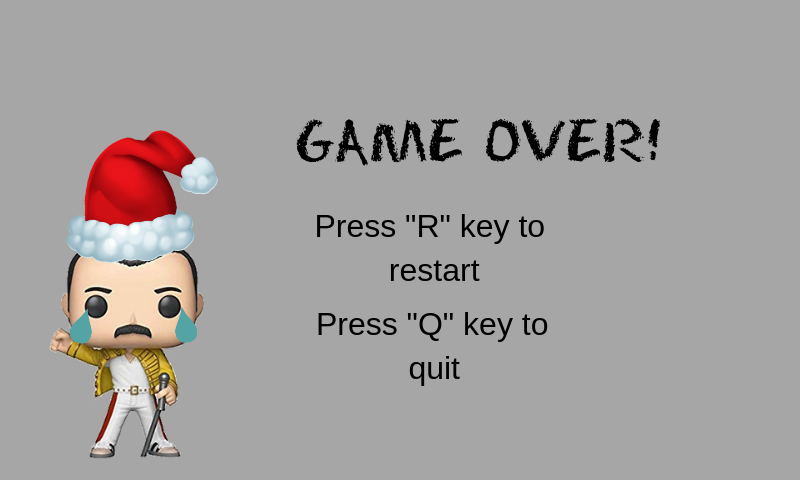 GAME OVER!
Press "R" key to
restart
Press "Q" key to
quit